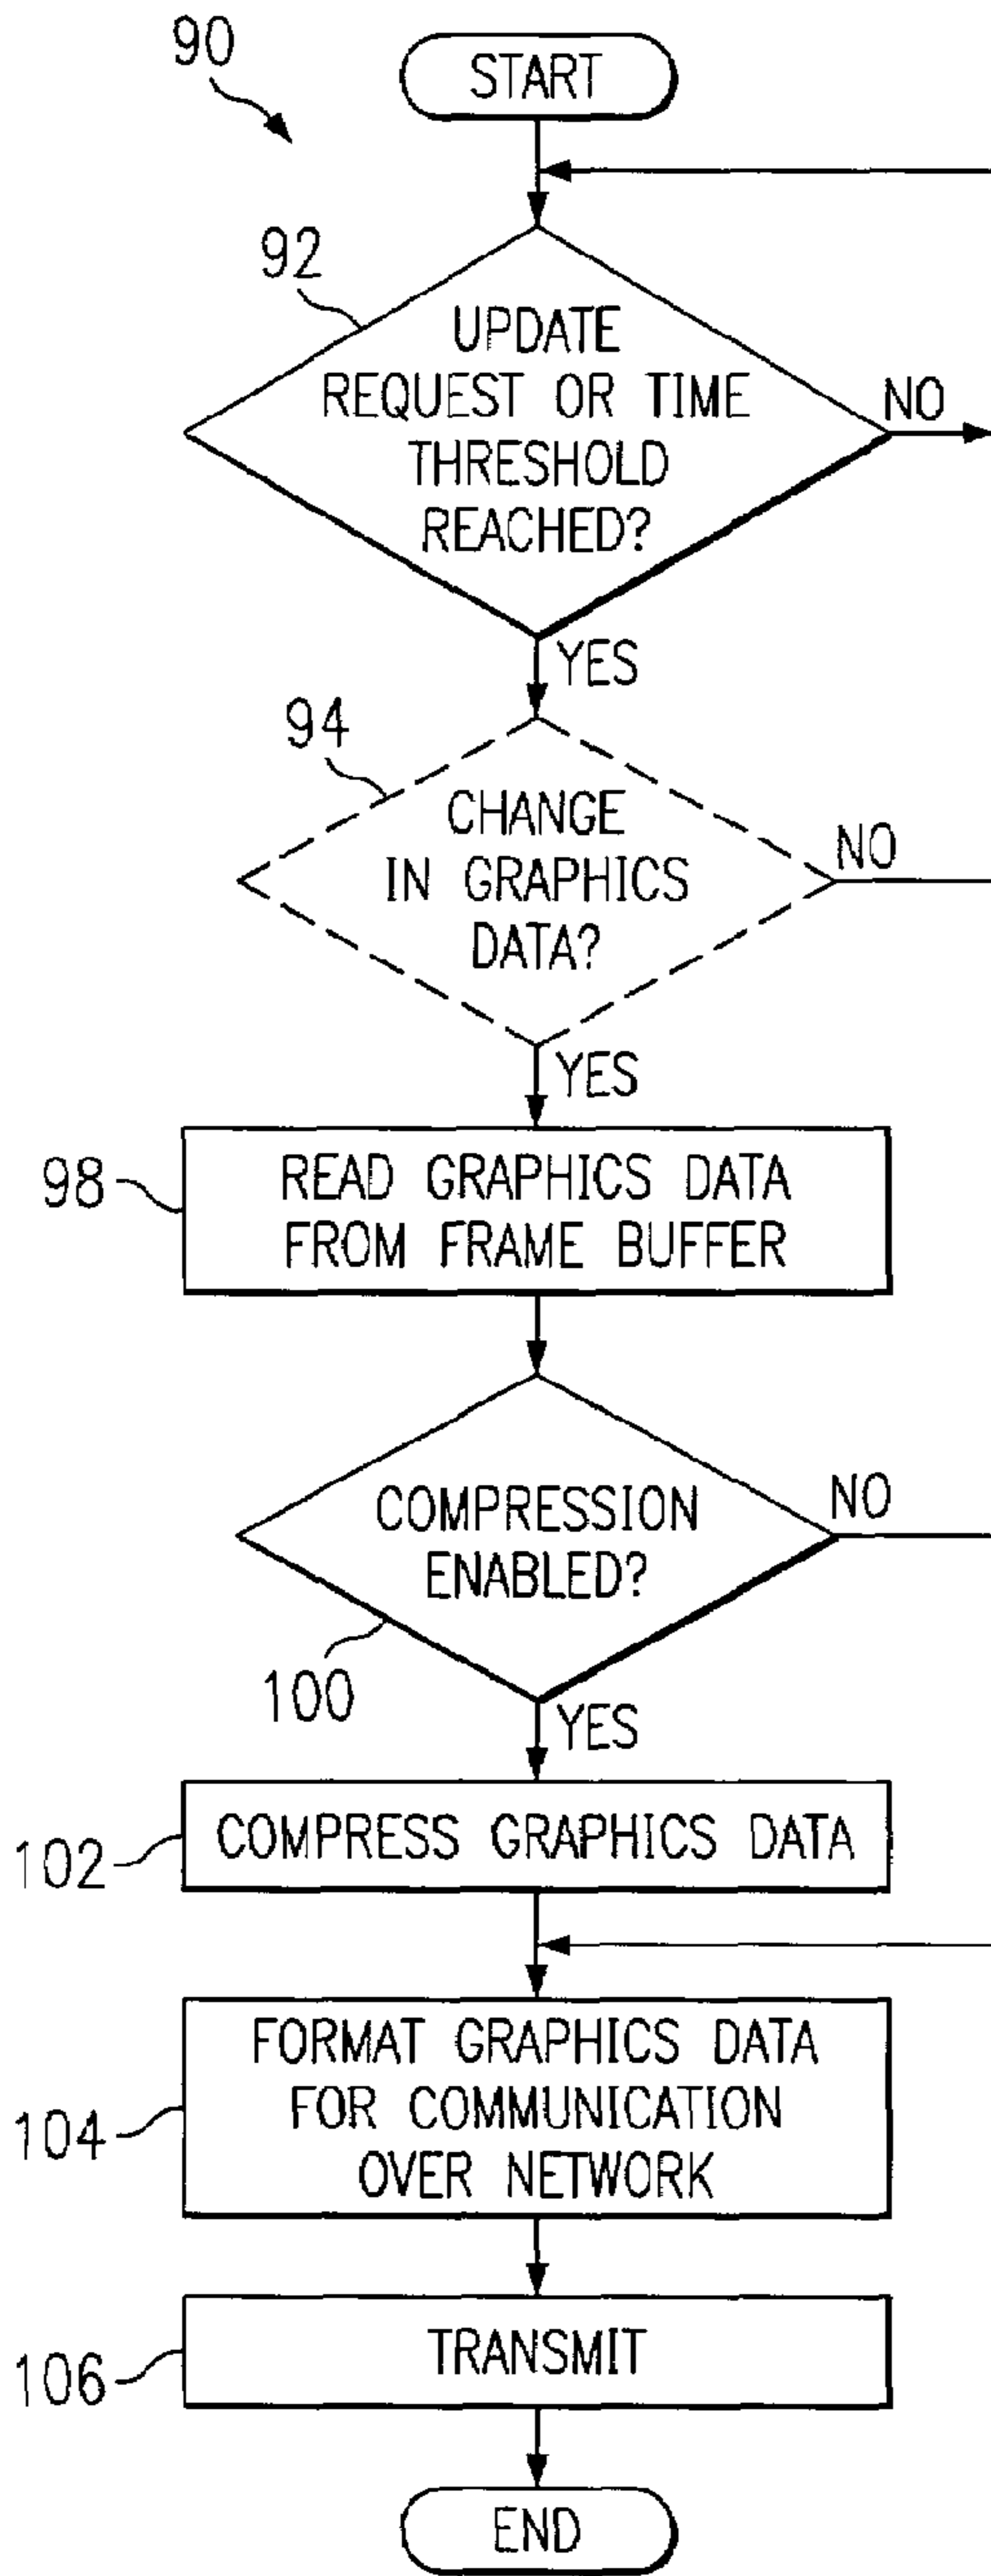 90
START
92
UPDATE
REQUEST OR TIME
THRESHOLD
REACHED?
NO
YES
94
CHANGE
IN GRAPHICS
DATA?
NO
YES
98
READ GRAPHICS DATA
FROM FRAME BUFFER
COMPRESSION
ENABLED?
NO
100
YES
102
COMPRESS GRAPHICS DATA
104
FORMAT GRAPHICS DATA
FOR COMMUNICATION
OVER NETWORK
106
TRANSMIT
END